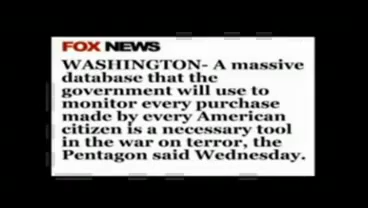 FOX NEWS
WASHINGTON- A massive
database that the
government will use to
monitor every purchase
made by every American
citizen is a necessary tool
in the war on terror, the
Pentagon said Wednesday.